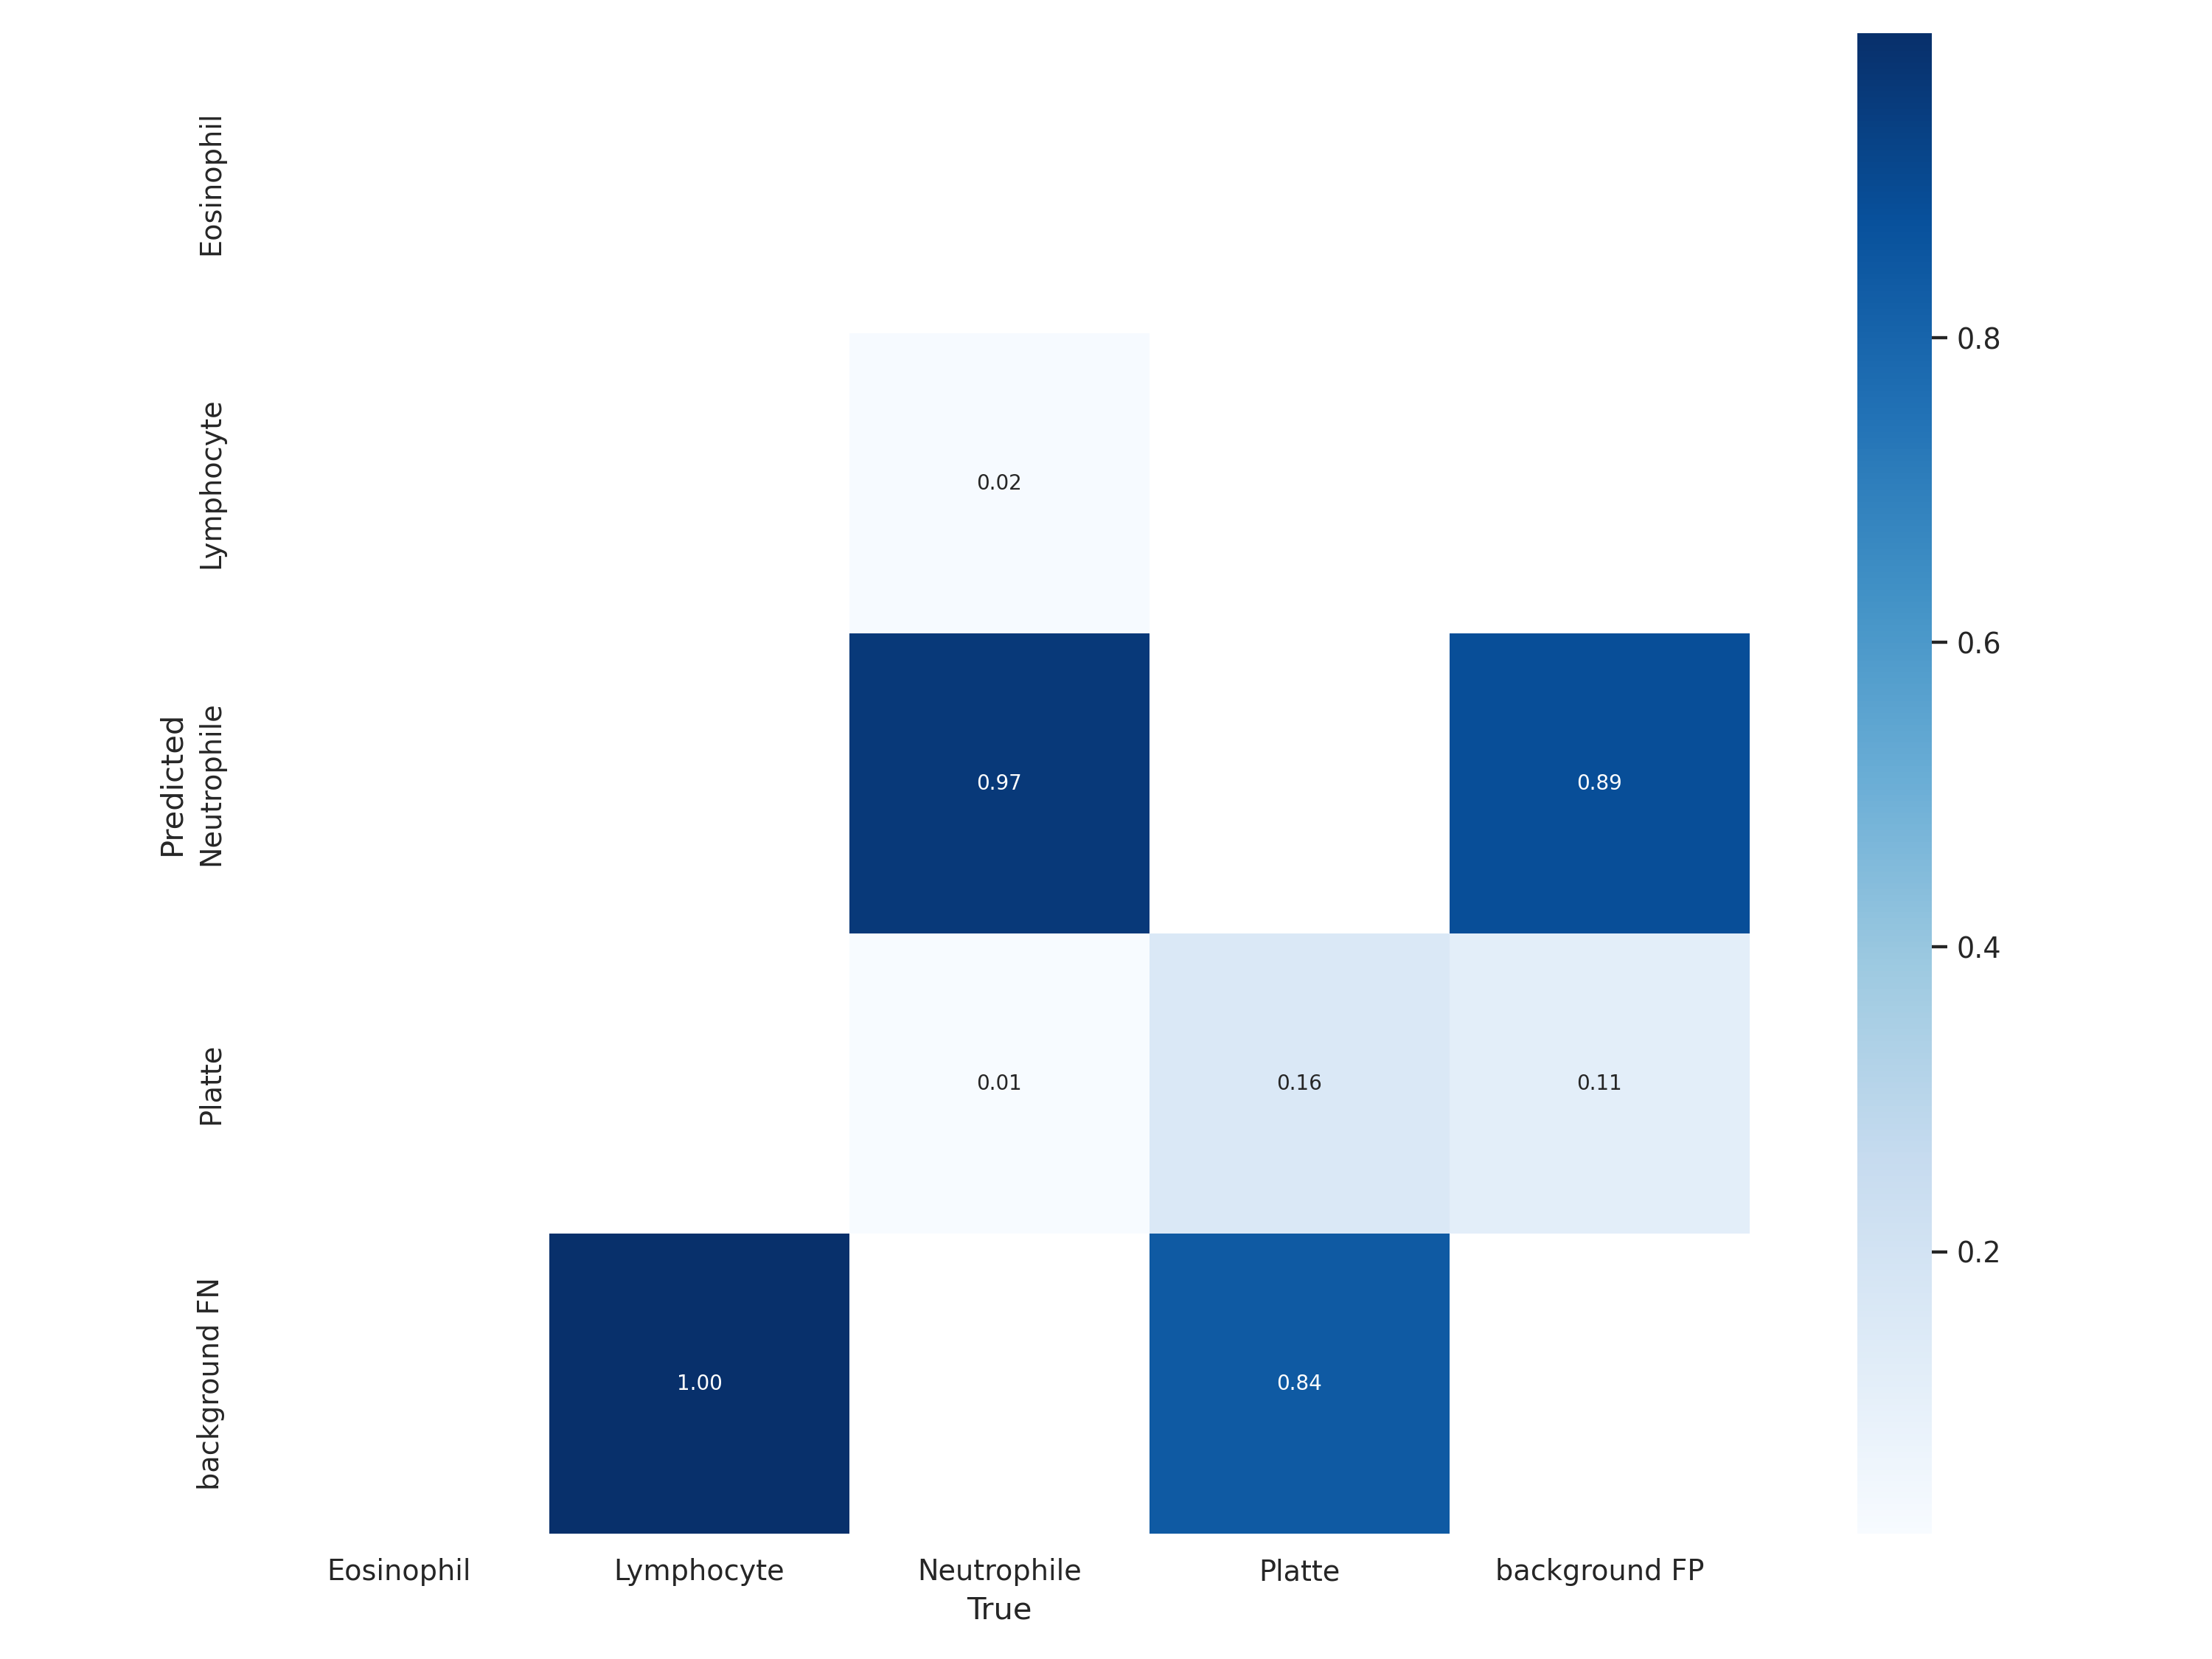 Predicted
Eosinophil
Lymphocyte
Neutrophile
Platte
background FN
0.02
0.97
0.89
0.01
0.16
0.11
1.00
0.84
Eosinophil
Lymphocyte
Neutrophile
Platte
background FP
True
0.8
0.6
0.4
0.2